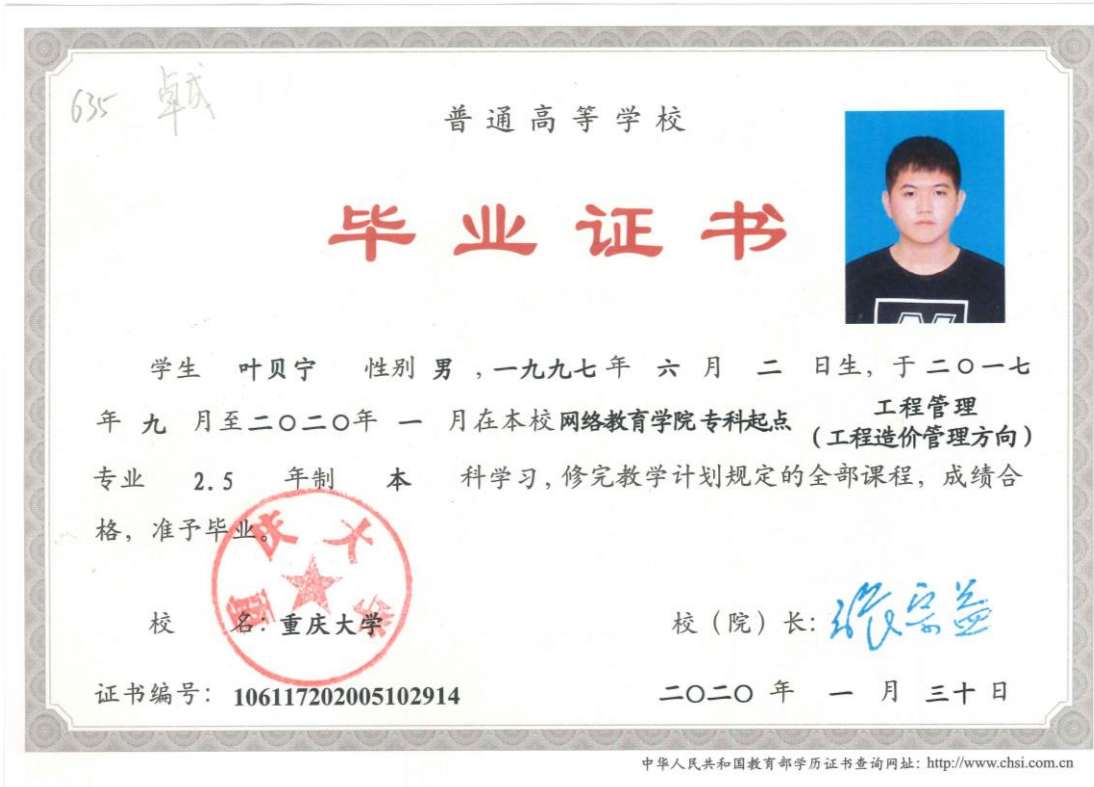 635 卓成
普通高等学校
毕业证书
学生 叶贝宁 性别 男 ,一九九七年 六 月 二 日生, 于二〇一七
年 九 月至二〇二〇年 一 月在本校网络教育学院专科起点 工程管理
(工程造价管理方向)
专业 2.5 年制 本 科学习, 修完教学计划规定的全部课程, 成绩合
格, 准予毕业。
重庆大学
校 名: 重庆大学
校 (院) 长: 张宗益
证书编号: 106117202005102914
二〇二〇 年 一 月 三十 日
中华人民共和国教育部学历证书查询网址: http://www.chsi.com.cn